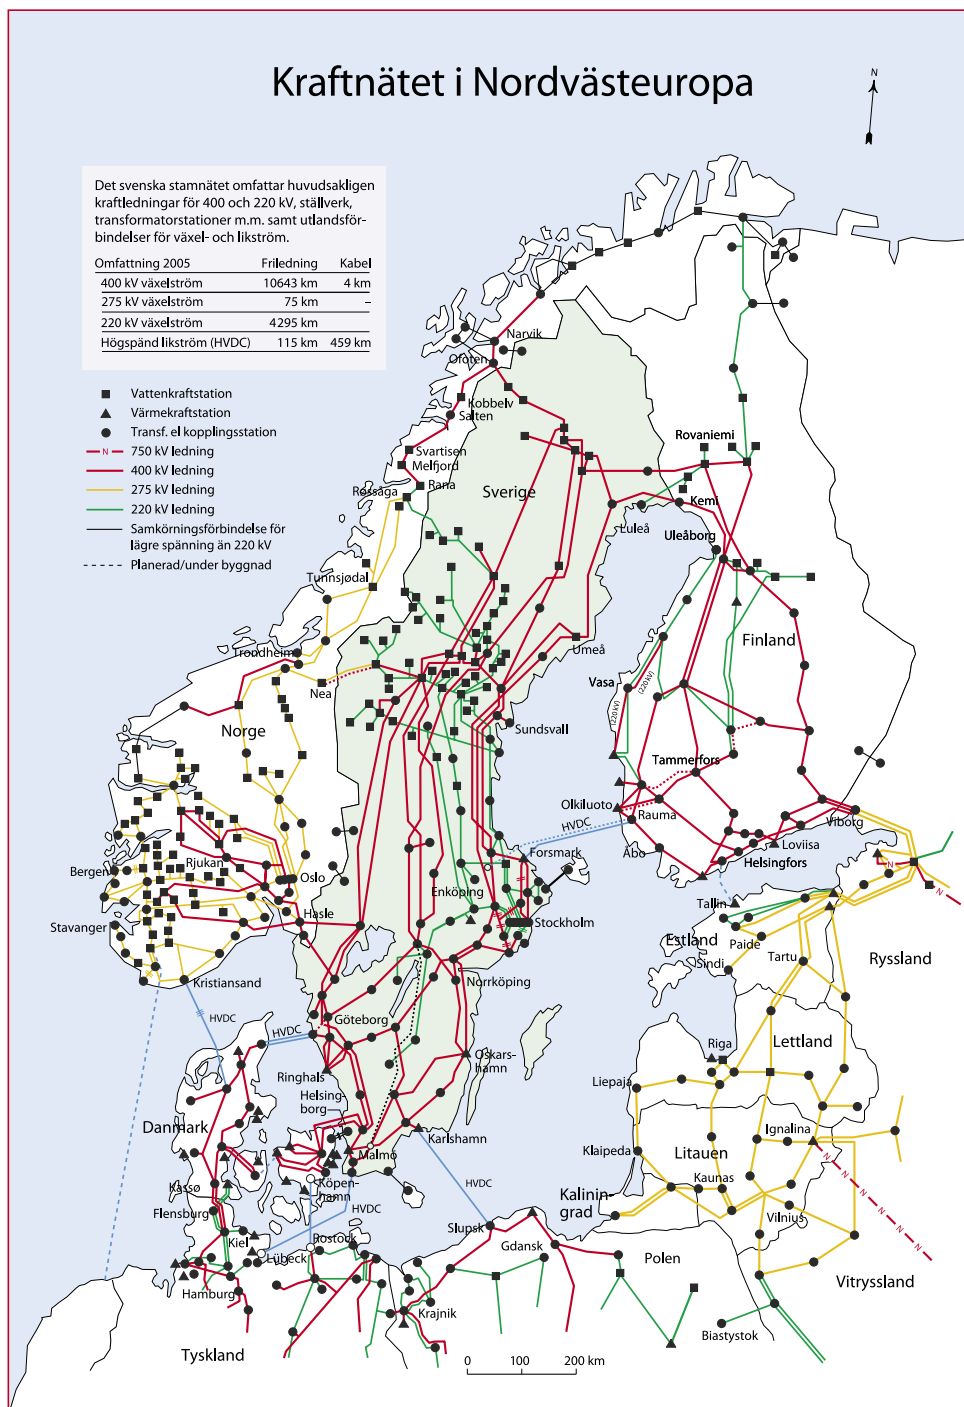 Kraftnätet i Nordvästeuropa
N
Det svenska stamnätet omfattar huvudsakligen
kraftledningar för 400 och 220 kV, ställverk,
transformatorstationer m.m. samt utlandsför-
bindelser för växel- och likström.
Omfattning 2005 Friledning Kabel
400 kV växelström 10643 km 4 km
275 kV växelström 75 km –
220 kV växelström 4295 km
Högspänd likström (HVDC) 115 km 459 km
Vattenkraftstation
Värmekraftstation
Transf. el kopplingsstation
N 750 kV ledning
400 kV ledning
275 kV ledning
220 kV ledning
Samkörningsförbindelse för
lägre spänning än 220 kV
Planerad/under byggnad
Narvik
Ofoten
Kobbelv
Salten
Svartisen
Melfjord
Rana
Røssåga
Sverige
Rovaniemi
Kemi
Luleå
Uleåborg
Tunnsjødal
Finland
Trondheim
Umeå
Nea
Vasa
(220 kV)
(220 kV)
Norge
Sundsvall
Tammerfors
Olkiluoto
Rauma
HVDC
Viborg
Loviisa
Åbo
Helsingfors
Forsmark
Bergen
Rjukan
Oslo
Enköping
Hasle
Stavanger
Stockholm
Tallin
Estland
Paide
Sindi
Tartu
Ryssland
N
N
Kristiansand
Norrköping
HVDC
HVDC
Göteborg
Riga
Lettland
Oskars-
hamn
Ringhals
Liepaja
Helsing-
borg
Danmark
Karlshamn
Ignalina
Malmö
Klaipeda
Litauen
N
N
N
N
N
Kassø
Köpen-
hamn
HVDC
Kaunas
Kalinin-
grad
Flensburg
HVDC
Vilnius
Kiel
Rostock
Slupsk
Lübeck
Gdansk
Polen
Vitryssland
Hamburg
Krajnik
Biastystok
Tyskland
0 100 200 km